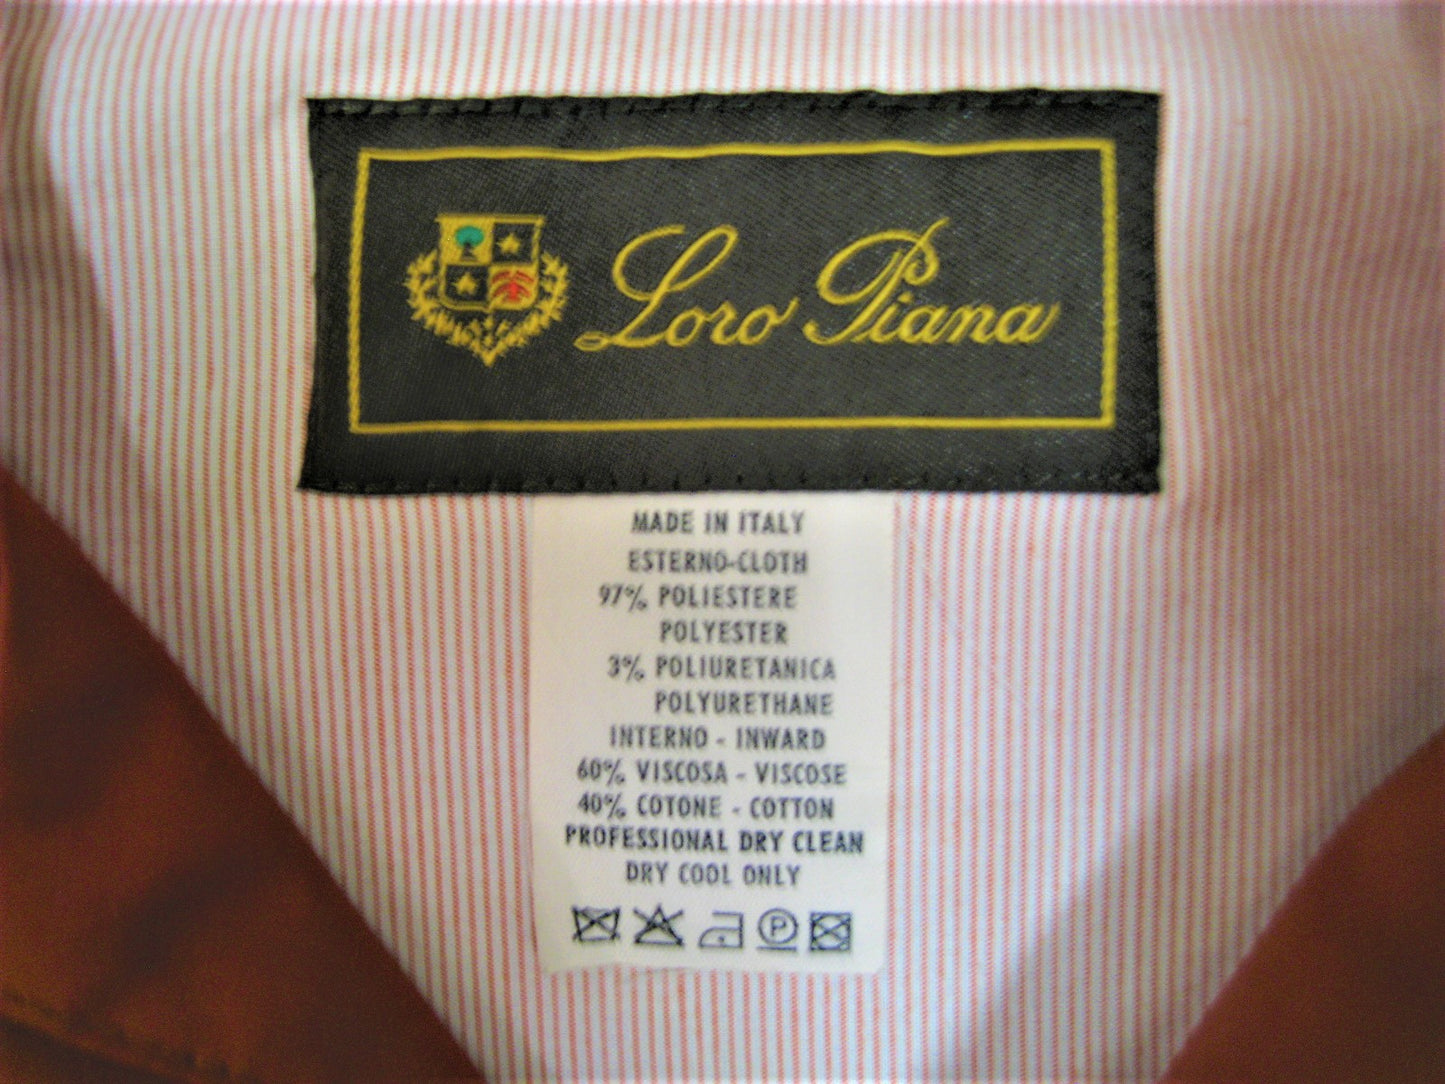 Loro Piana
MADE IN ITALY
ESTERNO-CLOTH
97% POLIESTERE
POLYESTER
3% POLIURETANICA
POLYURETHANE
INTERNO - INWARD
60% VISCOSA - VISCOSE
40% COTONE - COTTON
PROFESSIONAL DRY CLEAN
DRY COOL ONLY
P